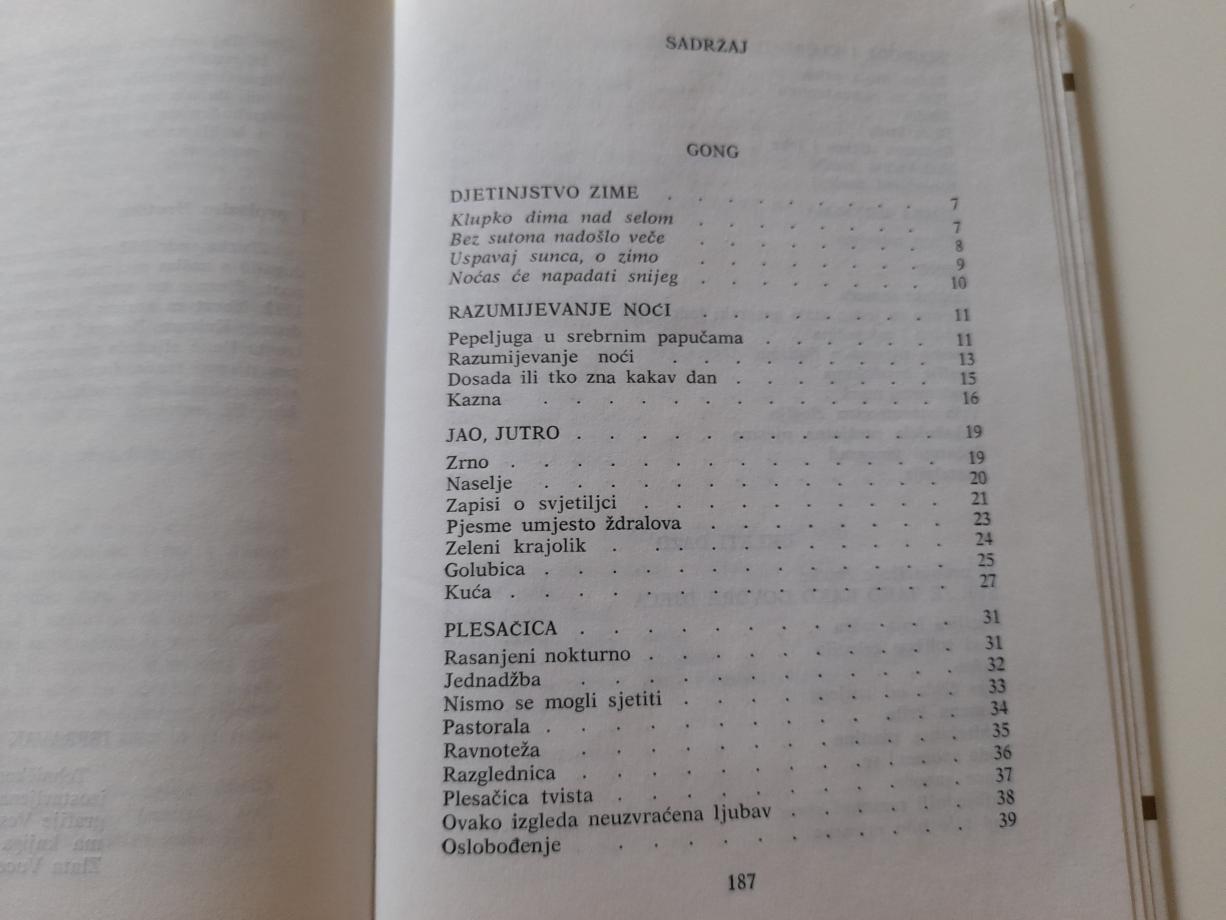 SADRŽAJ
GONG
DJETINJSTVO ZIME . . . . . . . . . 7
Klupko dima nad selom . . . . . . . . 7
Bez sutona nadošlo veče . . . . . . . . 8
Uspavaj sunca, o zimo . . . . . . . . 9
Noćas će napadati snijeg . . . . . . . . 10
RAZUMIJEVANJE NOĆI . . . . . . . . 11
Pepeljuga u srebrnim papučama . . . . . . 11
Razumijevanje noći . . . . . . . . . 13
Dosada ili tko zna kakav dan . . . . . . . 15
Kazna . . . . . . . . . . . . 16
JAO, JUTRO . . . . . . . . . . . 19
Zrno . . . . . . . . . . . . . 19
Naselje . . . . . . . . . . . . 20
Zapisi o svjetiljci . . . . . . . . . 21
Pjesme umjesto ždralova . . . . . . . 23
Zeleni krajolik . . . . . . . . . . 24
Golubica . . . . . . . . . . . . 25
Kuća . . . . . . . . . . . . . 27
PLESAČICA . . . . . . . . . . . 31
Rasanjeni nokturno . . . . . . . . . 31
Jednadžba . . . . . . . . . . . 32
Nismo se mogli sjetiti . . . . . . . . 33
Pastorala . . . . . . . . . . . . 34
Ravnoteža . . . . . . . . . . . 35
Razglednica . . . . . . . . . . . 36
Plesačica tvista . . . . . . . . . . 37
Ovako izgleda neuzvraćena ljubav . . . . . 38
Oslobođenje . . . . . . . . . . 39
187